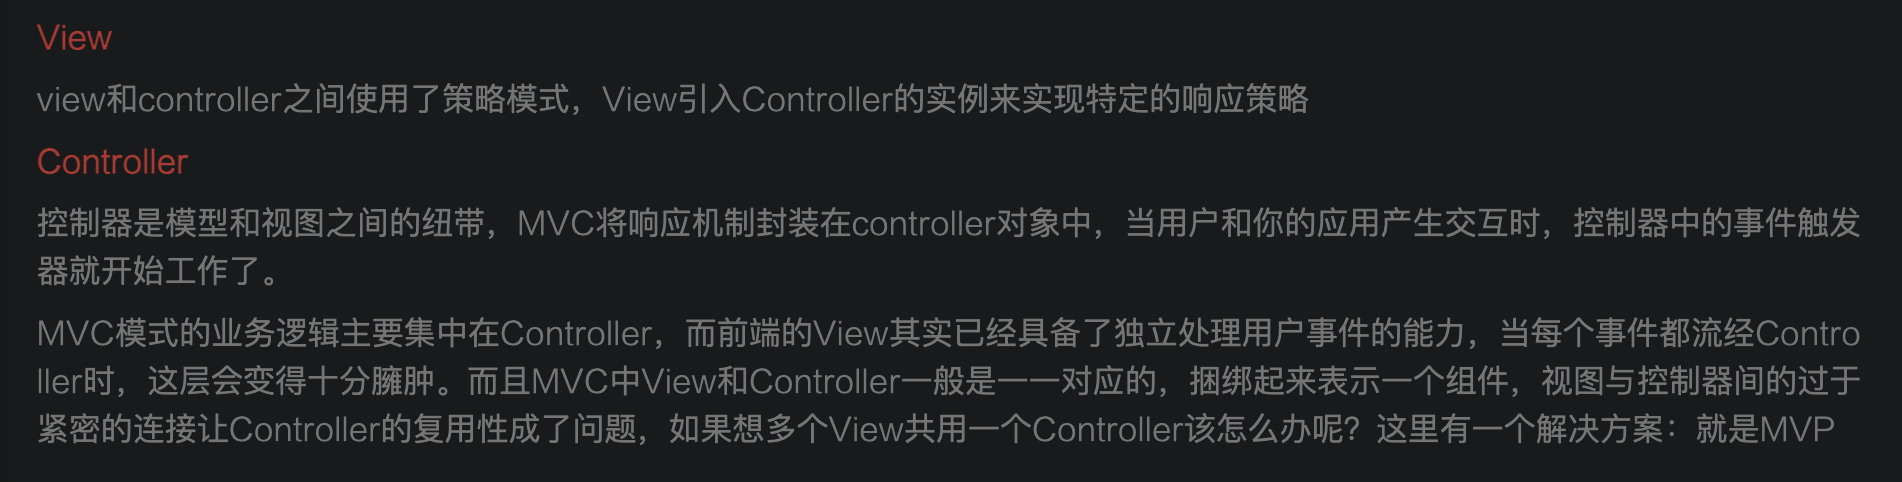 View
view和controller之间使用了策略模式，View引入Controller的实例来实现特定的响应策略
Controller
控制器是模型和视图之间的纽带，MVC将响应机制封装在controller对象中，当用户和你的应用产生交互时，控制器中的事件触发
器就开始工作了。
MVC模式的业务逻辑主要集中在Controller，而前端的View其实已经具备了独立处理用户事件的能力，当每个事件都流经Contro
ller时，这层会变得十分臃肿。而且MVC中View和Controller一般是一一对应的，捆绑起来表示一个组件，视图与控制器间的过于
紧密的连接让Controller的复用性成了问题，如果想多个View共用一个Controller该怎么办呢？这里有一个解决方案：就是MVP